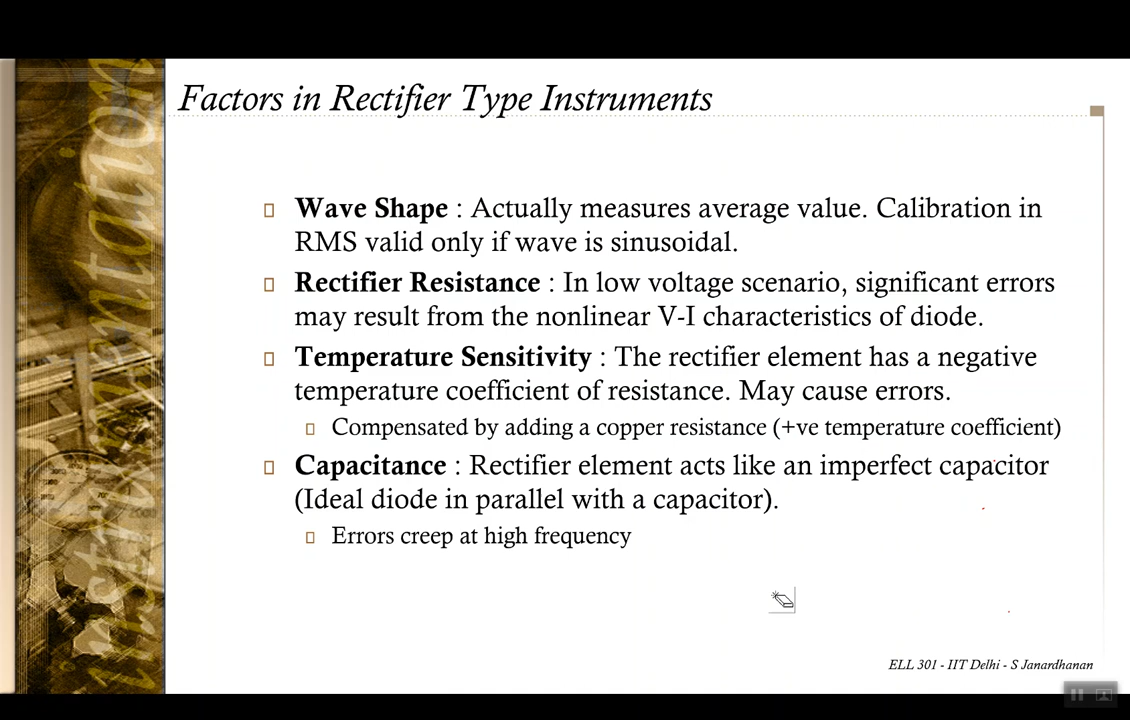 Factors in Rectifier Type Instruments
Wave Shape : Actually measures average value. Calibration in
RMS valid only if wave is sinusoidal.
Rectifier Resistance : In low voltage scenario, significant errors
may result from the nonlinear V-I characteristics of diode.
Temperature Sensitivity : The rectifier element has a negative
temperature coefficient of resistance. May cause errors.
Compensated by adding a copper resistance (+ve temperature coefficient)
Capacitance : Rectifier element acts like an imperfect capacitor
(Ideal diode in parallel with a capacitor).
Errors creep at high frequency
ELL 301 - IIT Delhi - S Janardhanan